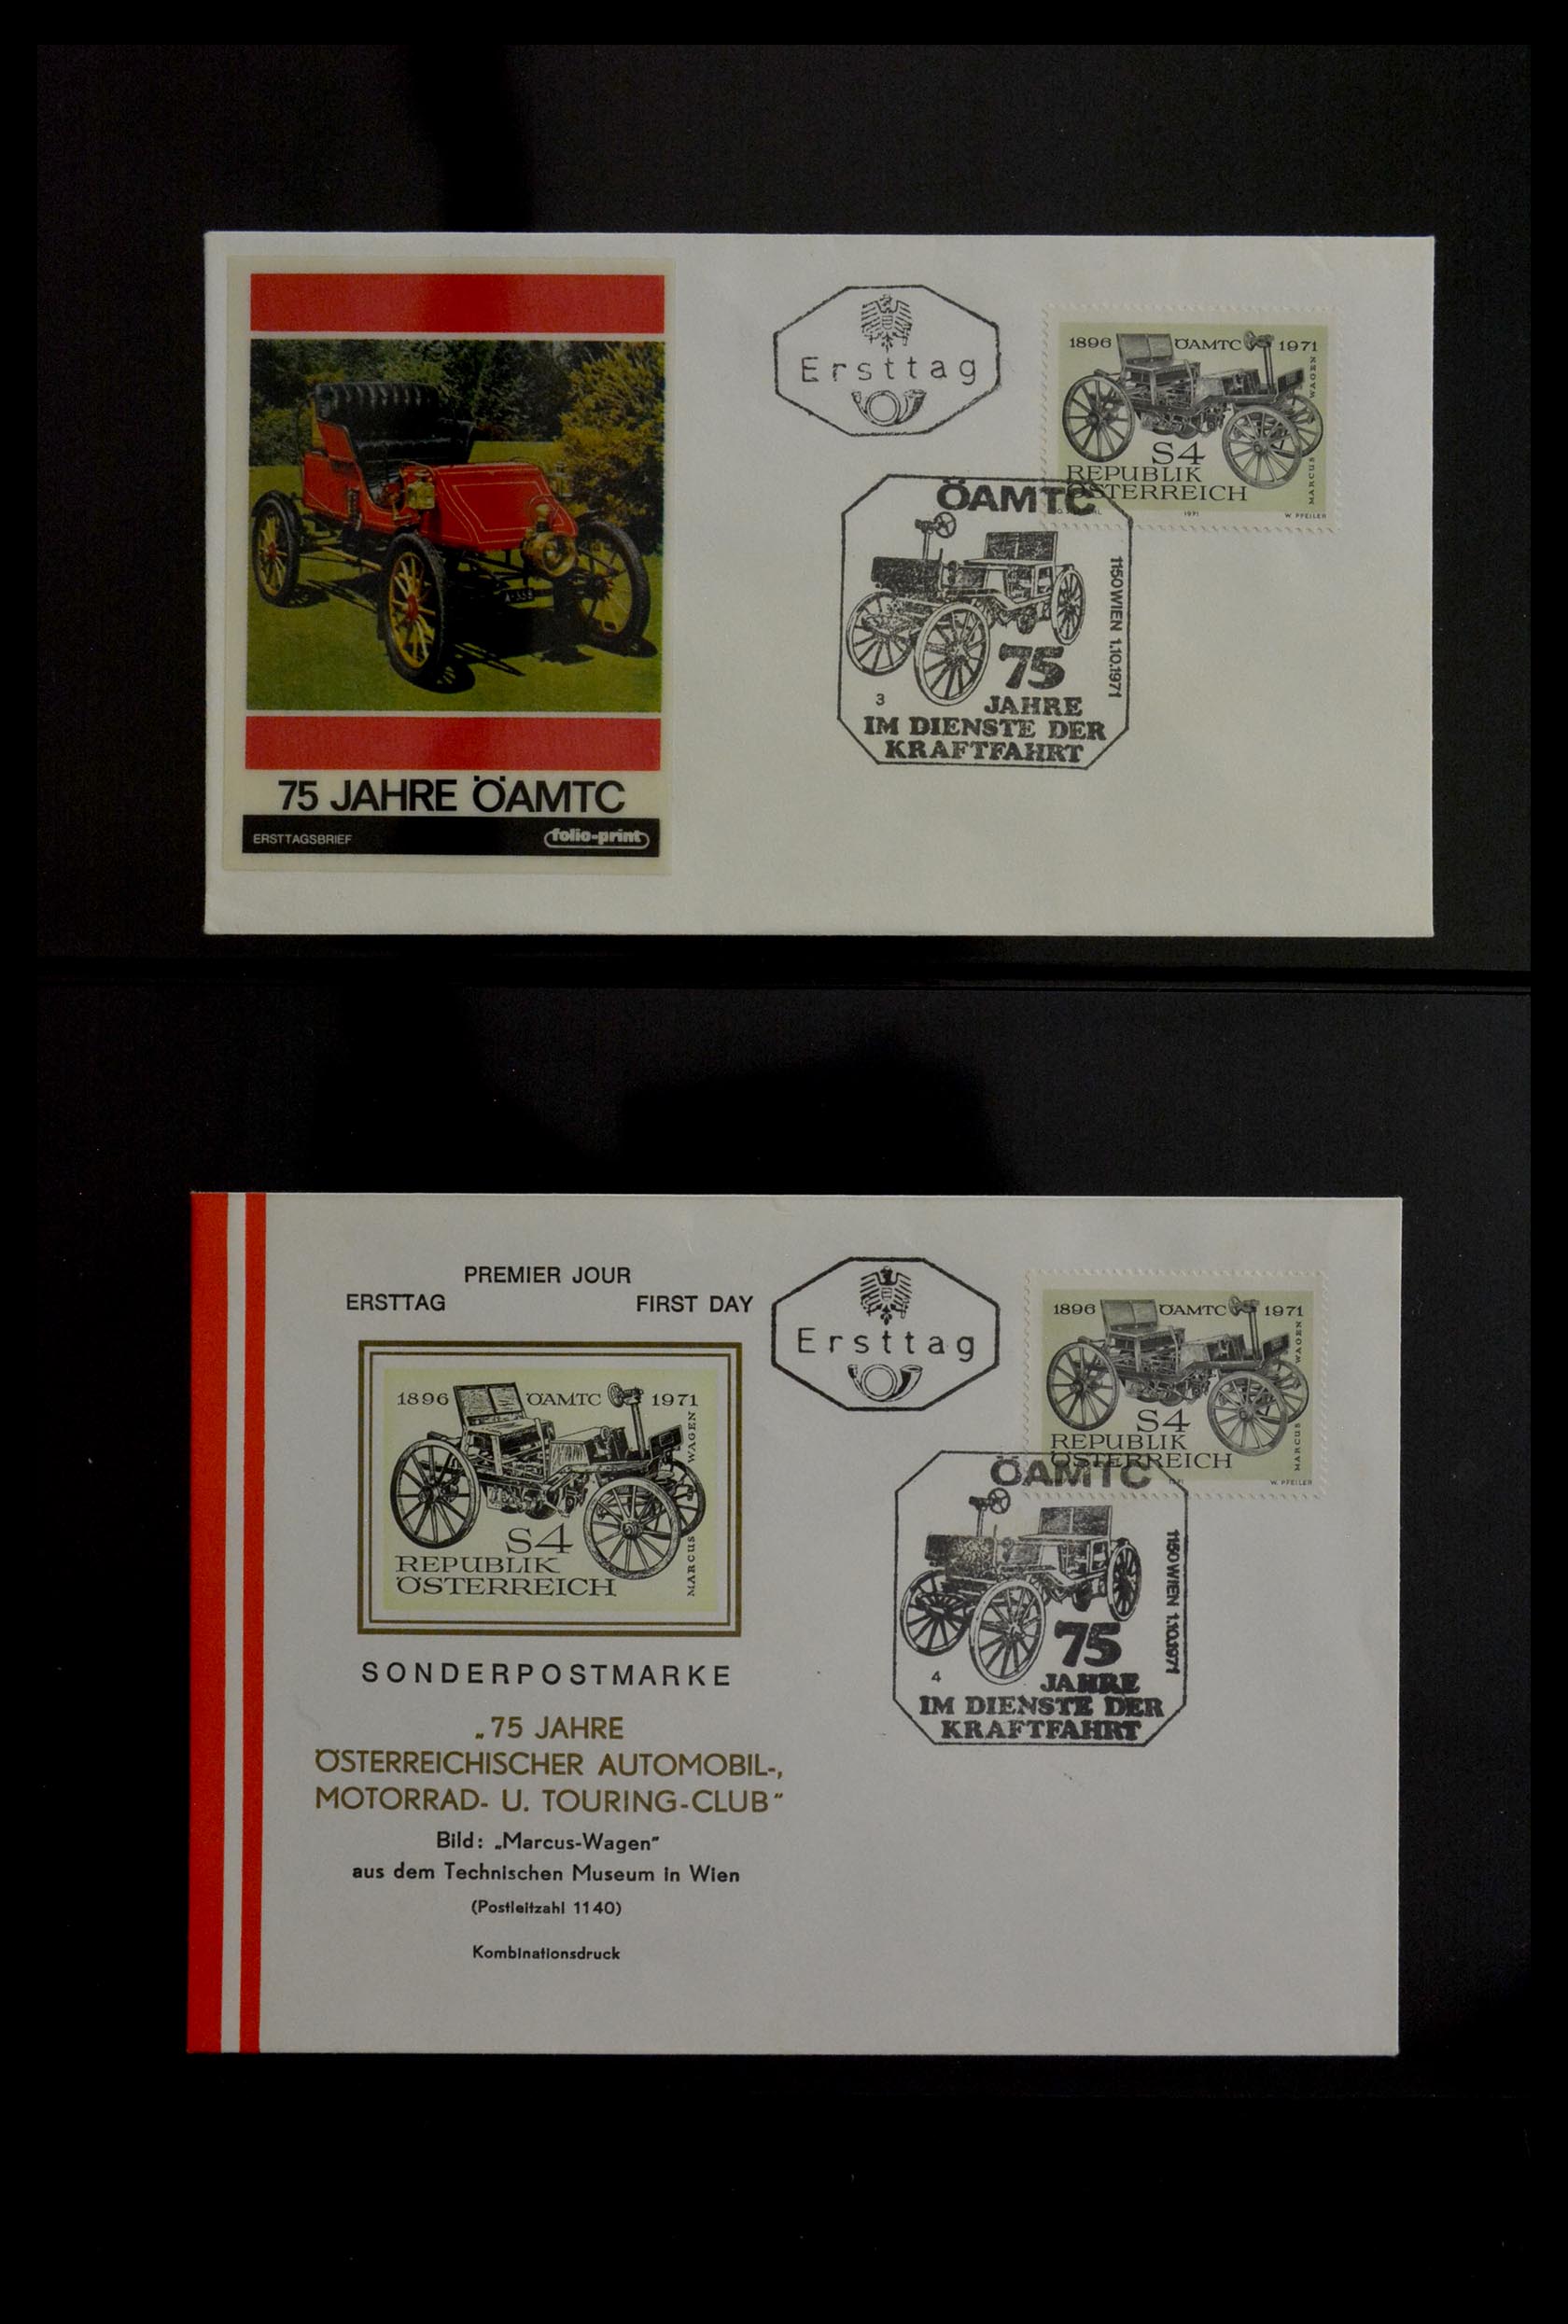 Ersttag
1896 ÖAMTC 1971
MARCUS WAGEN
S4
REPUBLIK
ÖSTERREICH
1971
W. PFEILER
ÖAMTC
1150 WIEN 1.10.1971
75
3
JAHRE
IM DIENSTE DER
KRAFTFAHRT
A-338
75 JAHRE ÖAMTC
ERSTTAGSBRIEF
folio-print
PREMIER JOUR
ERSTTAG FIRST DAY
1896 ÖAMTC 1971
MARCUS WAGEN
S4
REPUBLIK
ÖSTERREICH
SONDERPOSTMARKE
„75 JAHRE
ÖSTERREICHISCHER AUTOMOBIL-,
MOTORRAD- U. TOURING-CLUB"
Bild: „Marcus-Wagen"
aus dem Technischen Museum in Wien
(Postleitzahl 1140)
Kombinationsdruck
Ersttag
1896 ÖAMTC 1971
MARCUS WAGEN
S4
REPUBLIK
ÖSTERREICH
1971
W. PFEILER
ÖAMTC
1150 WIEN 1.10.1971
75
4
JAHRE
IM DIENSTE DER
KRAFTFAHRT